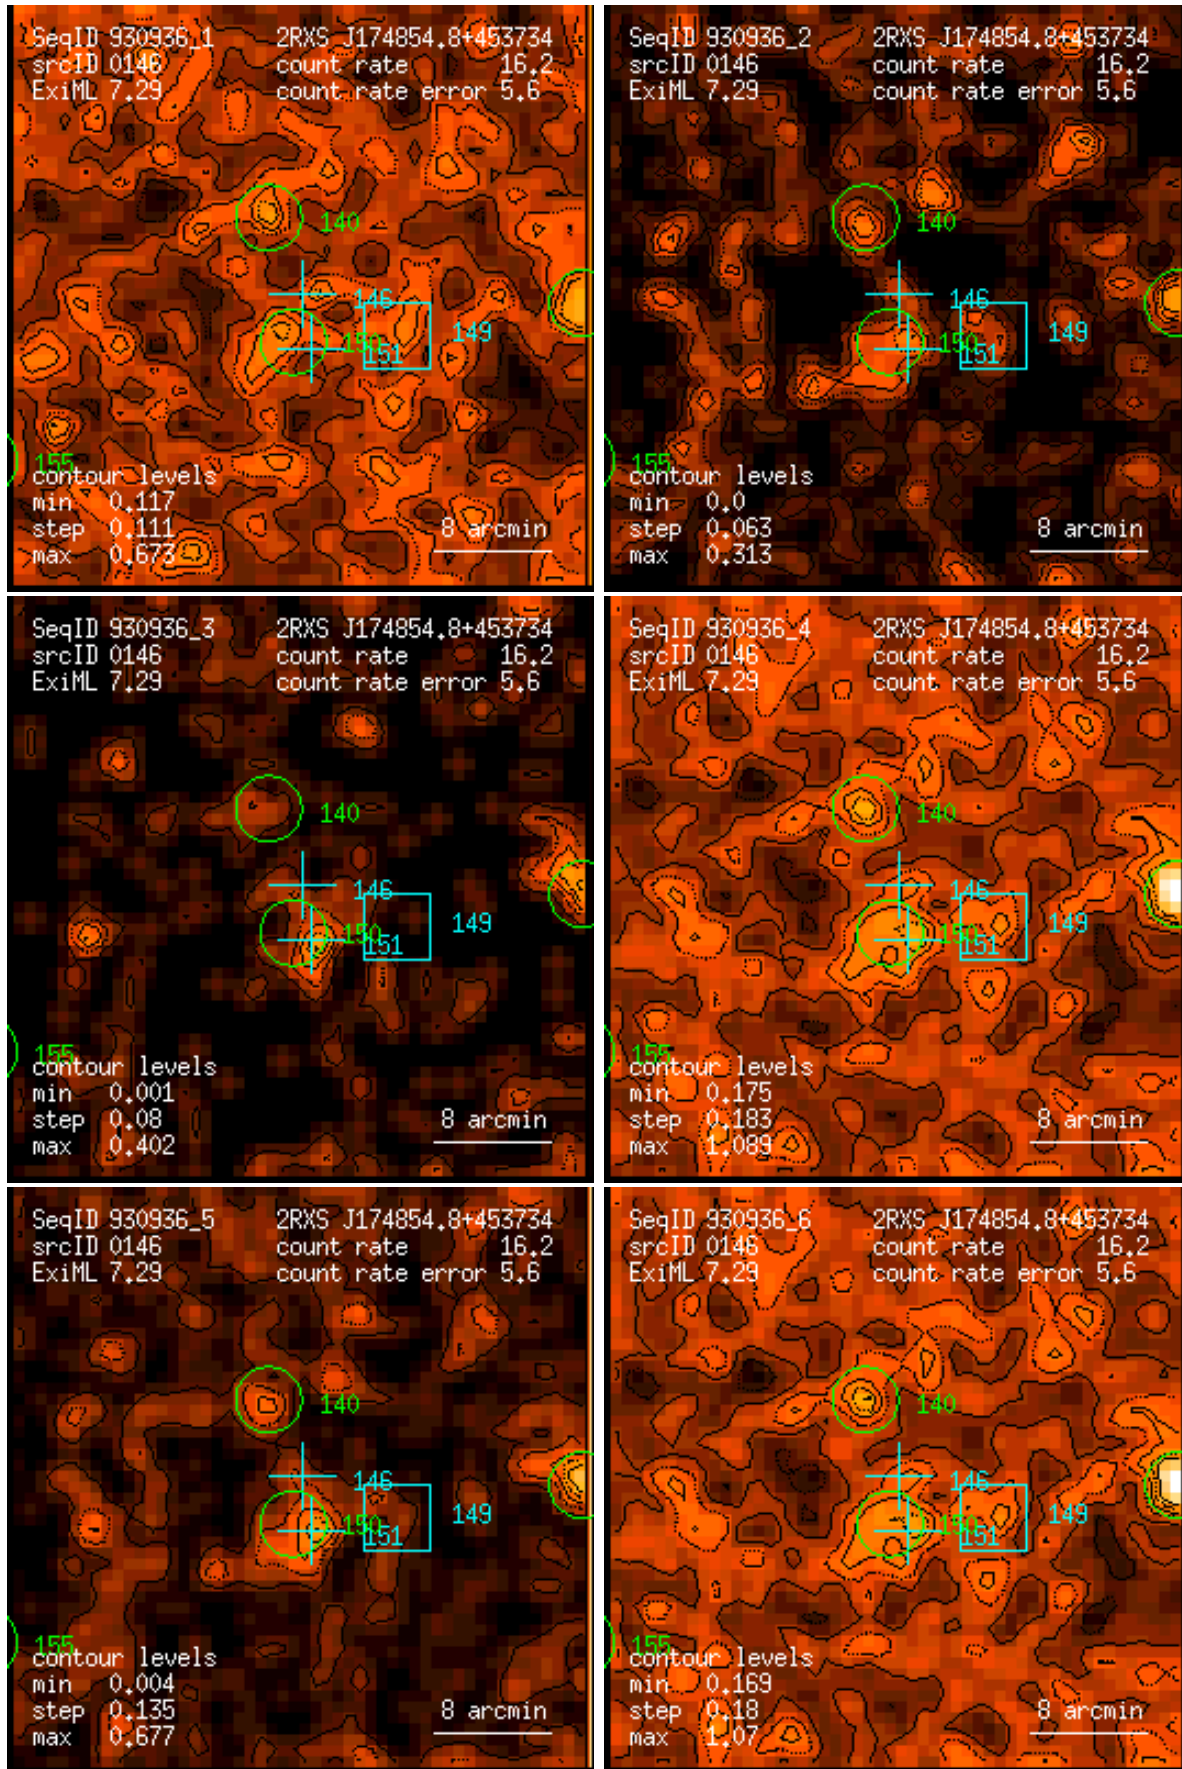 SeqID 930936_1 2RXS J174854.8+453734
srcID 0146 count rate 16.2
ExiML 7.29 count rate error 5.6
140
146
149
150
151
155
contour levels
min 0.117
step 0.111 8 arcmin
max 0.673
SeqID 930936_2 2RXS J174854.8+453734
srcID 0146 count rate 16.2
ExiML 7.29 count rate error 5.6
140
146
149
150
151
155
contour levels
min 0.0
step 0.063 8 arcmin
max 0.313
SeqID 930936_3 2RXS J174854.8+453734
srcID 0146 count rate 16.2
ExiML 7.29 count rate error 5.6
140
146
149
150
151
155
contour levels
min 0.001
step 0.08 8 arcmin
max 0.402
SeqID 930936_4 2RXS J174854.8+453734
srcID 0146 count rate 16.2
ExiML 7.29 count rate error 5.6
140
146
149
150
151
155
contour levels
min 0.175
step 0.183 8 arcmin
max 1.089
SeqID 930936_5 2RXS J174854.8+453734
srcID 0146 count rate 16.2
ExiML 7.29 count rate error 5.6
140
146
149
150
151
155
contour levels
min 0.004
step 0.135 8 arcmin
max 0.677
SeqID 930936_6 2RXS J174854.8+453734
srcID 0146 count rate 16.2
ExiML 7.29 count rate error 5.6
140
146
149
150
151
155
contour levels
min 0.169
step 0.18 8 arcmin
max 1.07